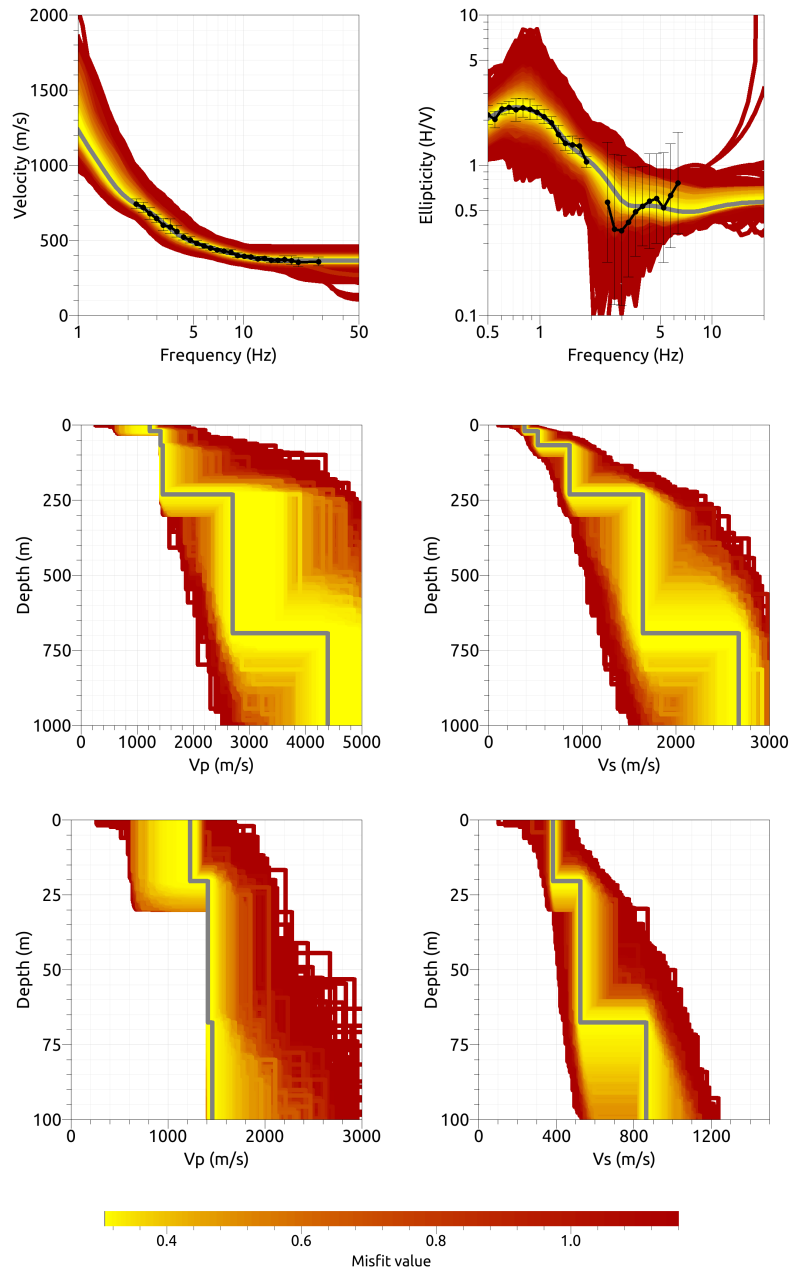 2000
1500
1000
500
0
Velocity (m/s)
1 5 10 50
Frequency (Hz)
10
5
1
0.5
0.1
Ellipticity (H/V)
0.5 1 5 10
Frequency (Hz)
0
250
500
750
1000
Depth (m)
0 1000 2000 3000 4000 5000
Vp (m/s)
0
250
500
750
1000
Depth (m)
0 1000 2000 3000
Vs (m/s)
0
25
50
75
100
Depth (m)
0 1000 2000 3000
Vp (m/s)
0
25
50
75
100
Depth (m)
0 400 800 1200
Vs (m/s)
0.4 0.6 0.8 1.0
Misfit value